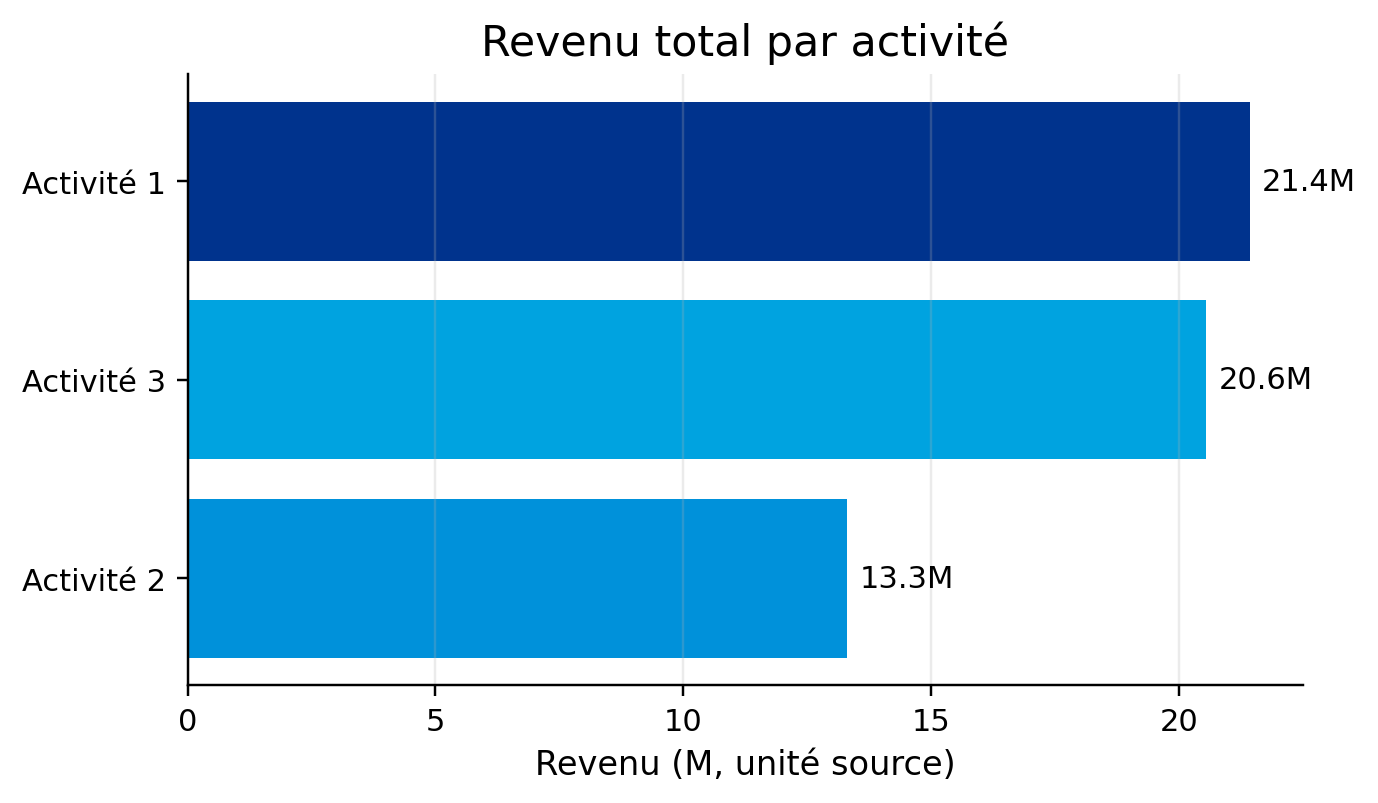 Revenu total par activité
Activité 1
21.4M
Activité 3
20.6M
Activité 2
13.3M
0 5 10 15 20
Revenu (M, unité source)